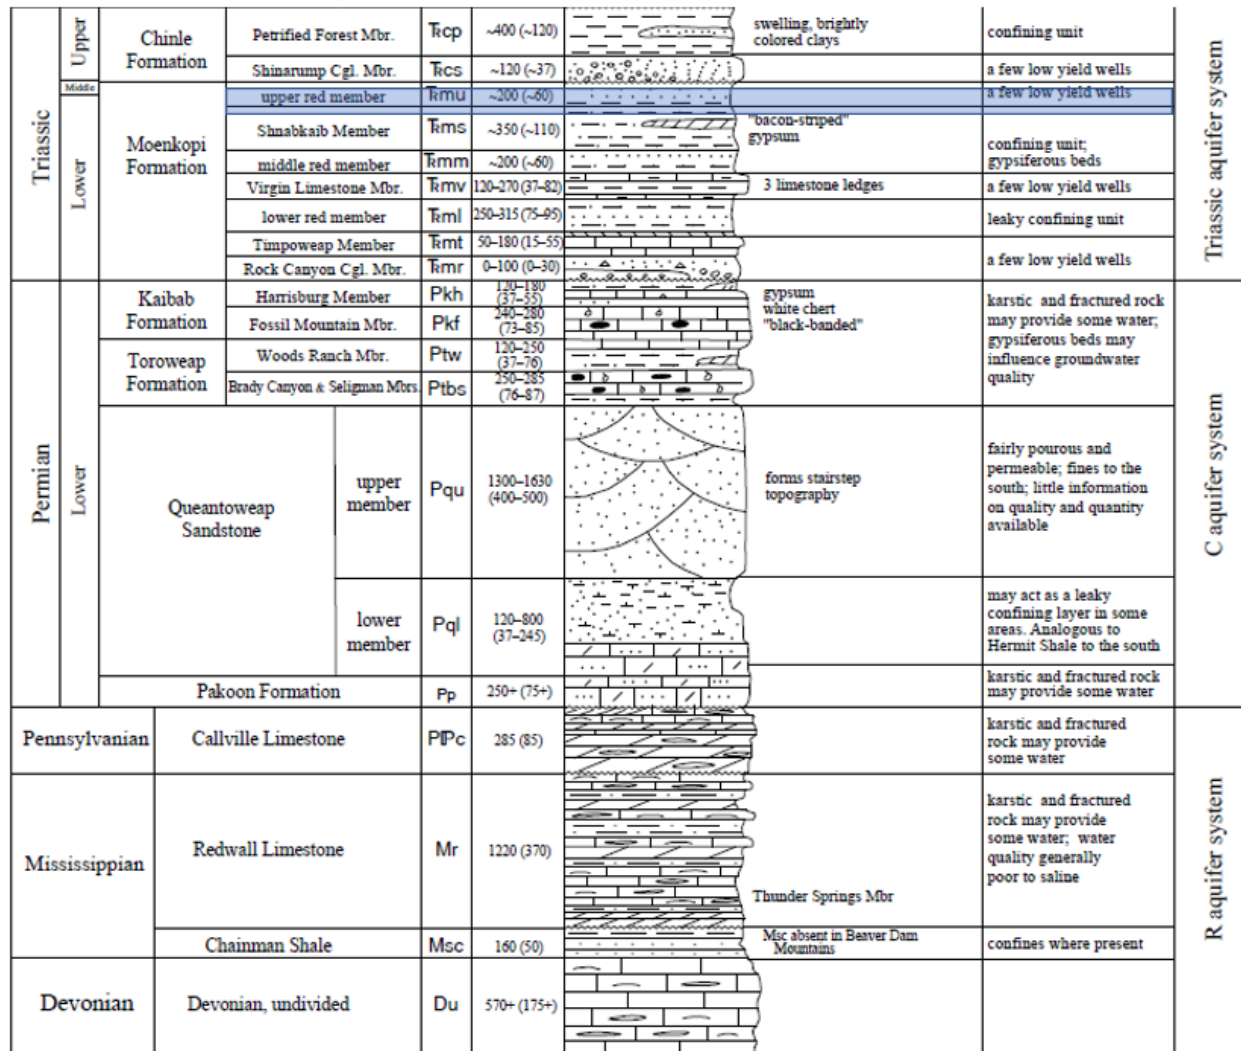 Triassic
Upper
Chinle
Formation
Petrified Forest Mbr.
Ŧcp
~400 (~120)
swelling, brightly
colored clays
confining unit
Shinarump Cgl. Mbr.
Ŧcs
~120 (~37)
a few low yield wells
Middle
Lower
Moenkopi
Formation
upper red member
Ŧmu
~200 (~60)
a few low yield wells
Shnabkaib Member
Ŧms
~350 (~110)
"bacon-striped"
gypsum
confining unit;
gypsiferous beds
middle red member
Ŧmm
~200 (~60)
Virgin Limestone Mbr.
Ŧmv
120–270 (37–82)
3 limestone ledges
a few low yield wells
lower red member
Ŧml
250–315 (75–95)
leaky confining unit
Timpoweap Member
Ŧmt
50–180 (15–55)
a few low yield wells
Rock Canyon Cgl. Mbr.
Ŧmr
0–100 (0–30)
Triassic aquifer system
Permian
Lower
Kaibab
Formation
Harrisburg Member
Pkh
120–180
(37–55)
gypsum
white chert
"black-banded"
karstic and fractured rock
may provide some water;
gypsiferous beds may
influence groundwater
quality
Fossil Mountain Mbr.
Pkf
240–280
(73–85)
Toroweap
Formation
Woods Ranch Mbr.
Ptw
120–250
(37–76)
Brady Canyon & Seligman Mbrs.
Ptbs
250–285
(76–87)
Queantoweap
Sandstone
upper
member
Pqu
1300–1630
(400–500)
forms stairstep
topography
fairly pourous and
permeable; fines to the
south; little information
on quality and quantity
available
lower
member
Pql
120–800
(37–245)
may act as a leaky
confining layer in some
areas. Analogous to
Hermit Shale to the south
Pakoon Formation
Pp
250+ (75+)
karstic and fractured rock
may provide some water
C aquifer system
Pennsylvanian
Callville Limestone
PIPc
285 (85)
karstic and fractured
rock may provide
some water
Mississippian
Redwall Limestone
Mr
1220 (370)
Thunder Springs Mbr
karstic and fractured
rock may provide
some water; water
quality generally
poor to saline
Chainman Shale
Msc
160 (50)
Msc absent in Beaver Dam
Mountains
confines where present
R aquifer system
Devonian
Devonian, undivided
Du
570+ (175+)